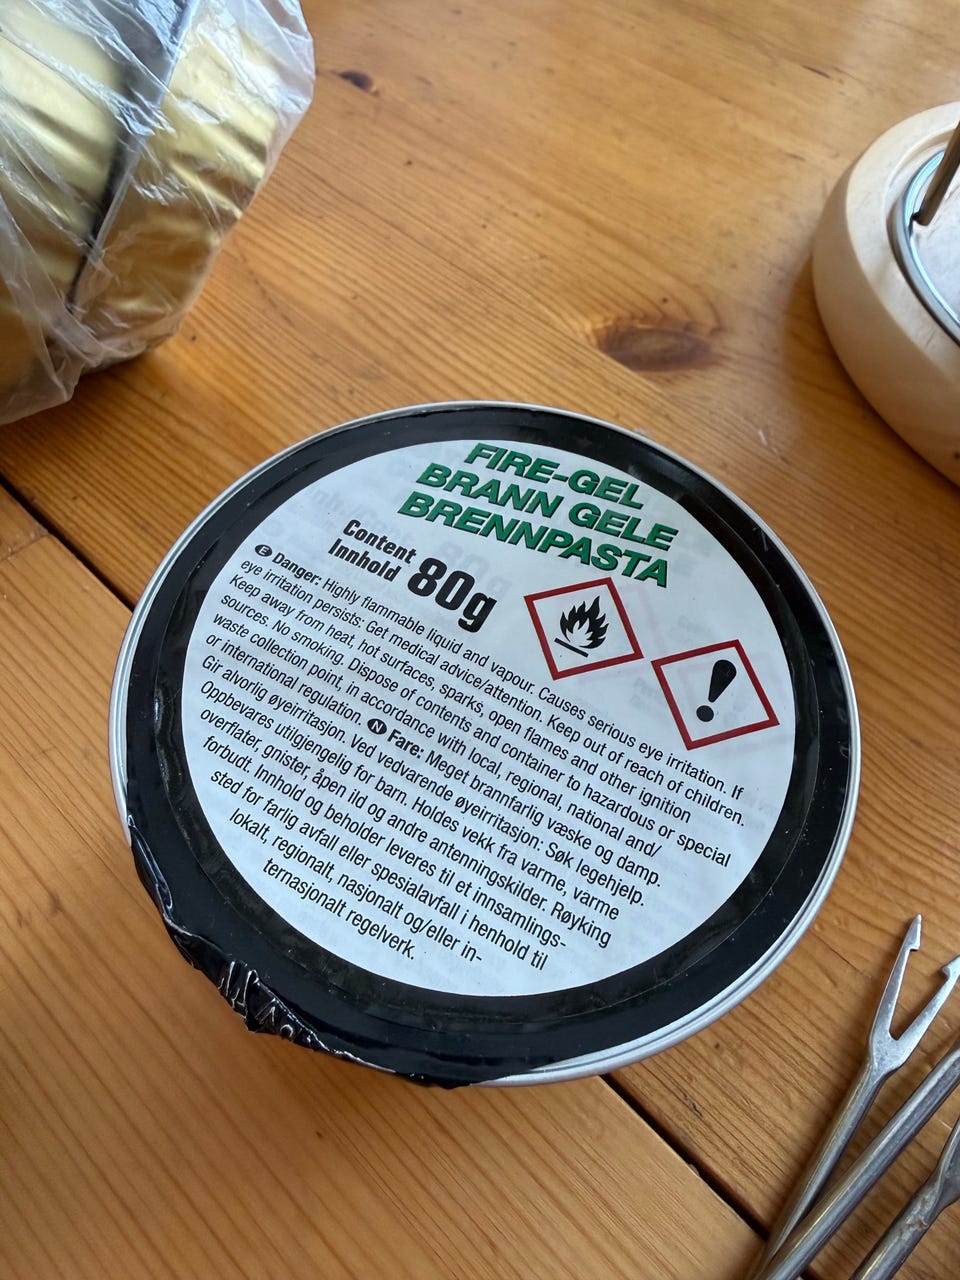 FIRE-GEL
BRANN GELE
BRENNPASTA
Content
Innhold
80g
E Danger: Highly flammable liquid and vapour. Causes serious eye irritation. If
eye irritation persists: Get medical advice/attention. Keep out of reach of children.
Keep away from heat, hot surfaces, sparks, open flames and other ignition
sources. No smoking. Dispose of contents and container to hazardous or special
waste collection point, in accordance with local, regional, national and/
or international regulation. N Fare: Meget brannfarlig væske og damp.
Gir alvorlig øyeirritasjon. Ved vedvarende øyeirritasjon: Søk legehjelp.
Oppbevares utilgjengelig for barn. Holdes vekk fra varme, varme
overflater, gnister, åpen ild og andre antenningskilder. Røyking
forbudt. Innhold og beholder leveres til et innsamlings-
sted for farlig avfall eller spesialavfall i henhold til
lokalt, regionalt, nasjonalt og/eller in-
ternasjonalt regelverk.